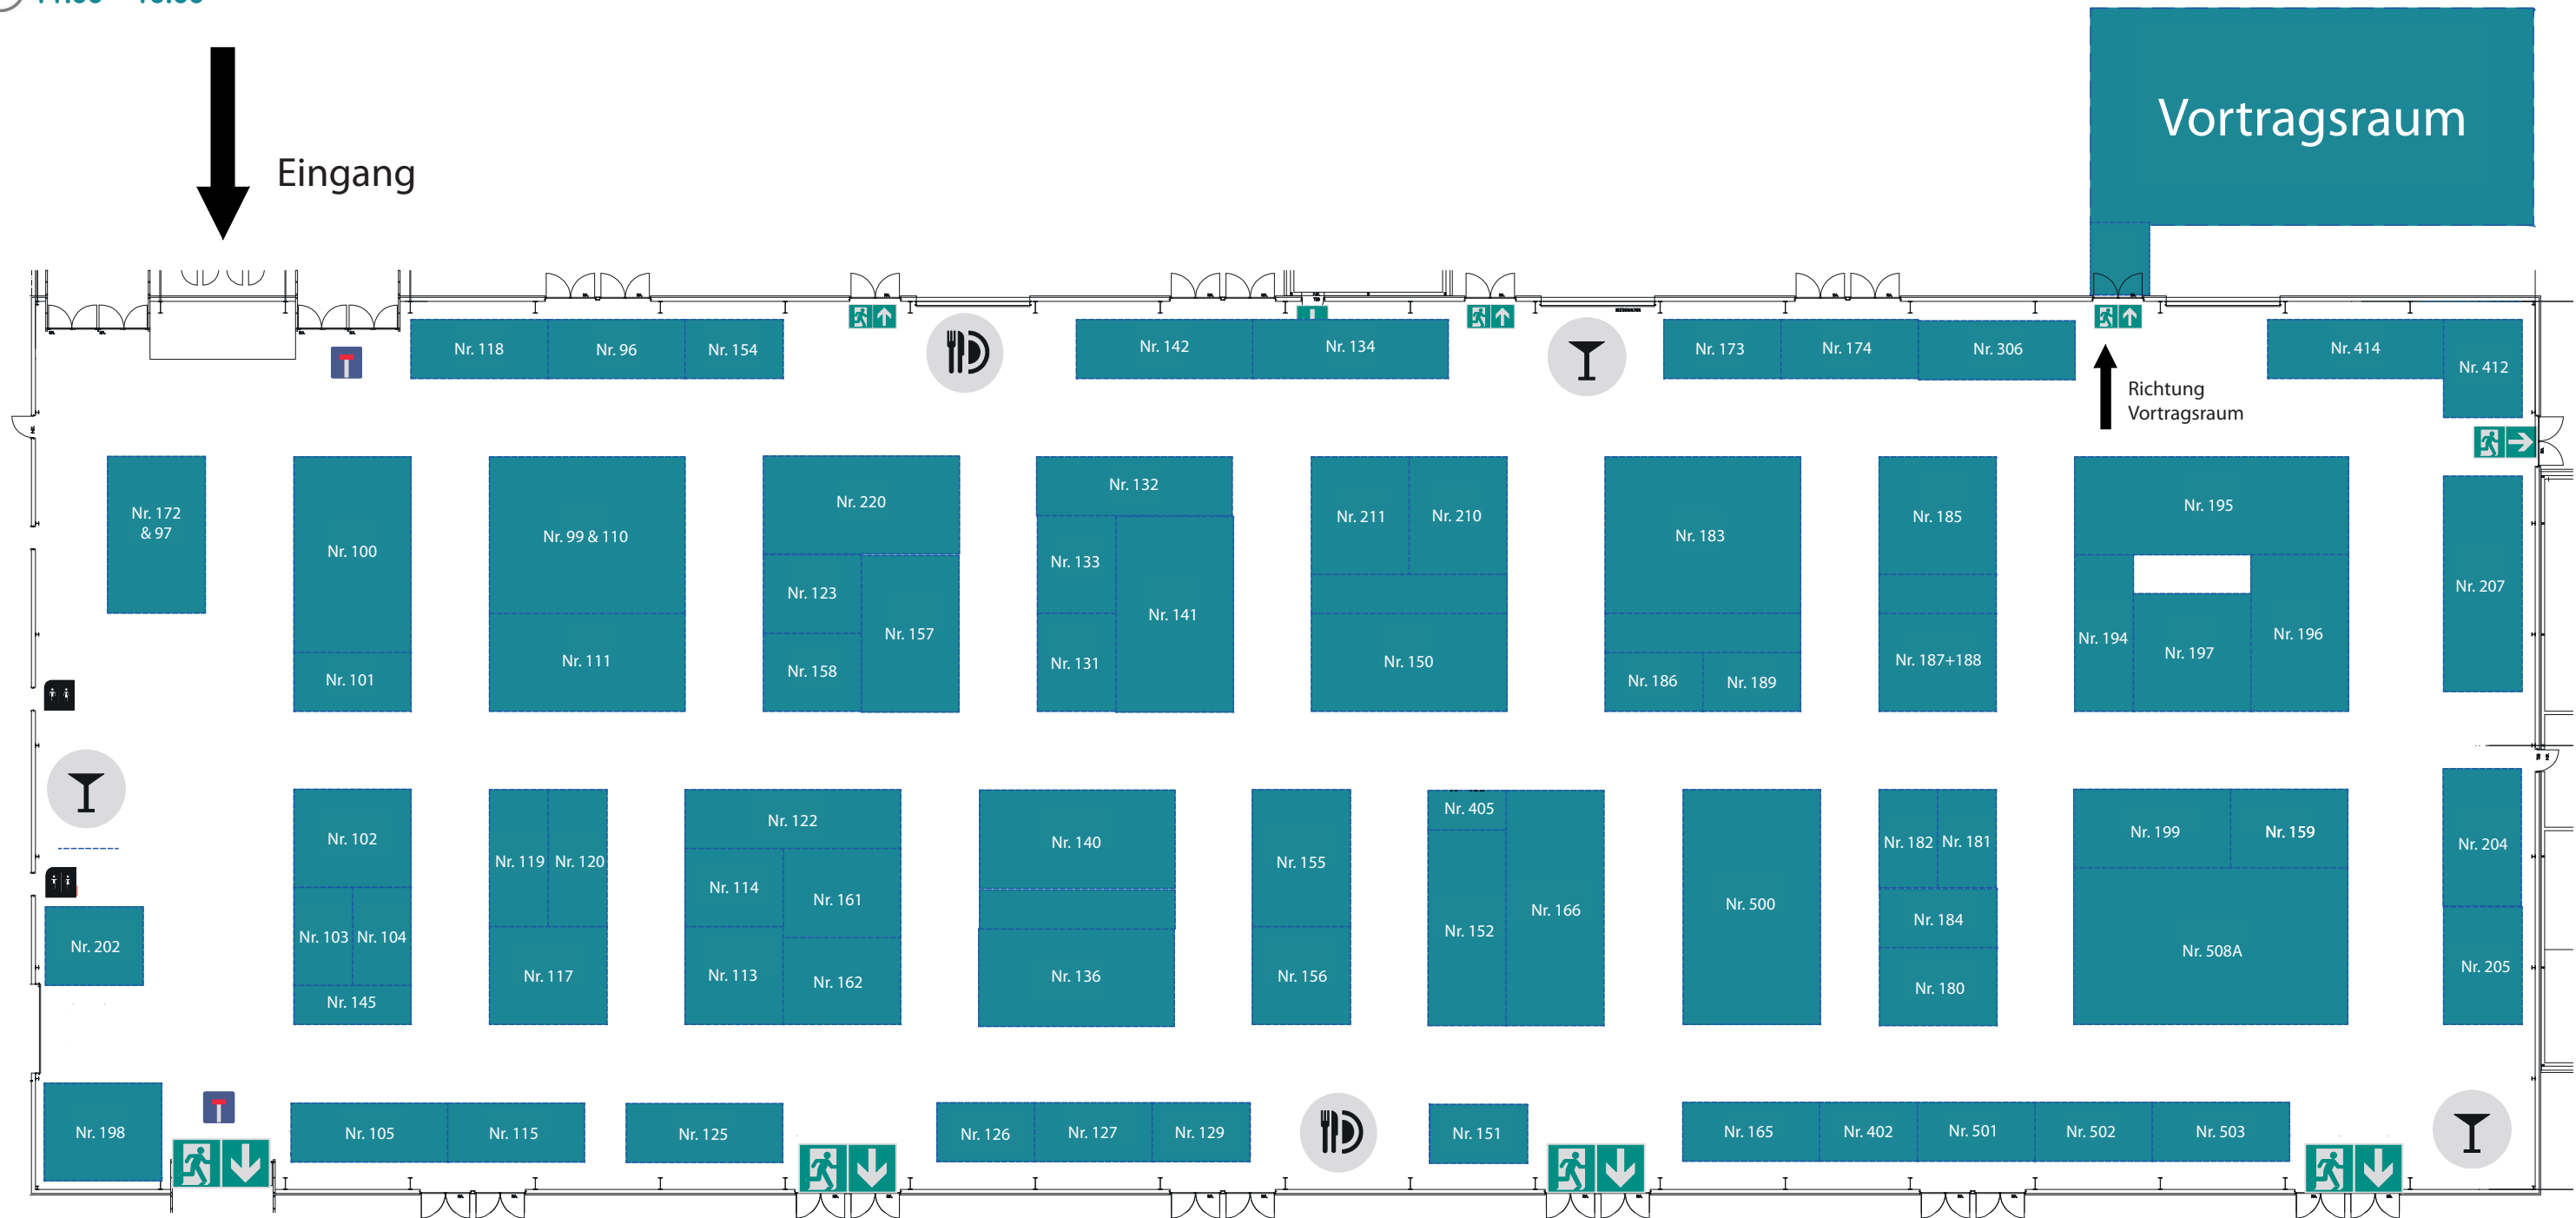 Eingang
Vortragsraum
Nr. 118
Nr. 96
Nr. 154
Nr. 142
Nr. 134
Nr. 173
Nr. 174
Nr. 306
Nr. 414
Nr. 412
Richtung
Vortragsraum
Nr. 172
& 97
Nr. 100
Nr. 101
Nr. 99 & 110
Nr. 111
Nr. 220
Nr. 123
Nr. 157
Nr. 158
Nr. 132
Nr. 133
Nr. 141
Nr. 131
Nr. 211
Nr. 210
Nr. 150
Nr. 183
Nr. 186
Nr. 189
Nr. 185
Nr. 187+188
Nr. 195
Nr. 194
Nr. 197
Nr. 196
Nr. 207
Nr. 102
Nr. 103
Nr. 104
Nr. 145
Nr. 119
Nr. 120
Nr. 117
Nr. 122
Nr. 114
Nr. 161
Nr. 113
Nr. 162
Nr. 140
Nr. 136
Nr. 155
Nr. 156
Nr. 405
Nr. 152
Nr. 166
Nr. 500
Nr. 182
Nr. 181
Nr. 184
Nr. 180
Nr. 199
Nr. 159
Nr. 508A
Nr. 204
Nr. 205
Nr. 202
Nr. 198
Nr. 105
Nr. 115
Nr. 125
Nr. 126
Nr. 127
Nr. 129
Nr. 151
Nr. 165
Nr. 402
Nr. 501
Nr. 502
Nr. 503